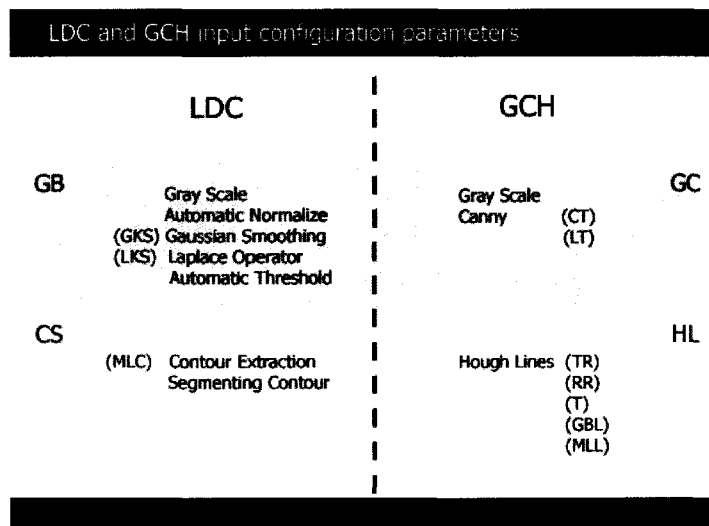 LDC and GCH input configuration parameters
LDC
GB
Gray Scale
Automatic Normalize
(GKS) Gaussian Smoothing
(LKS) Laplace Operator
Automatic Threshold
CS
(MLC) Contour Extraction
Segmenting Contour
GCH
GC
Gray Scale
Canny (CT)
(LT)
HL
Hough Lines (TR)
(RR)
(T)
(GBL)
(MLL)